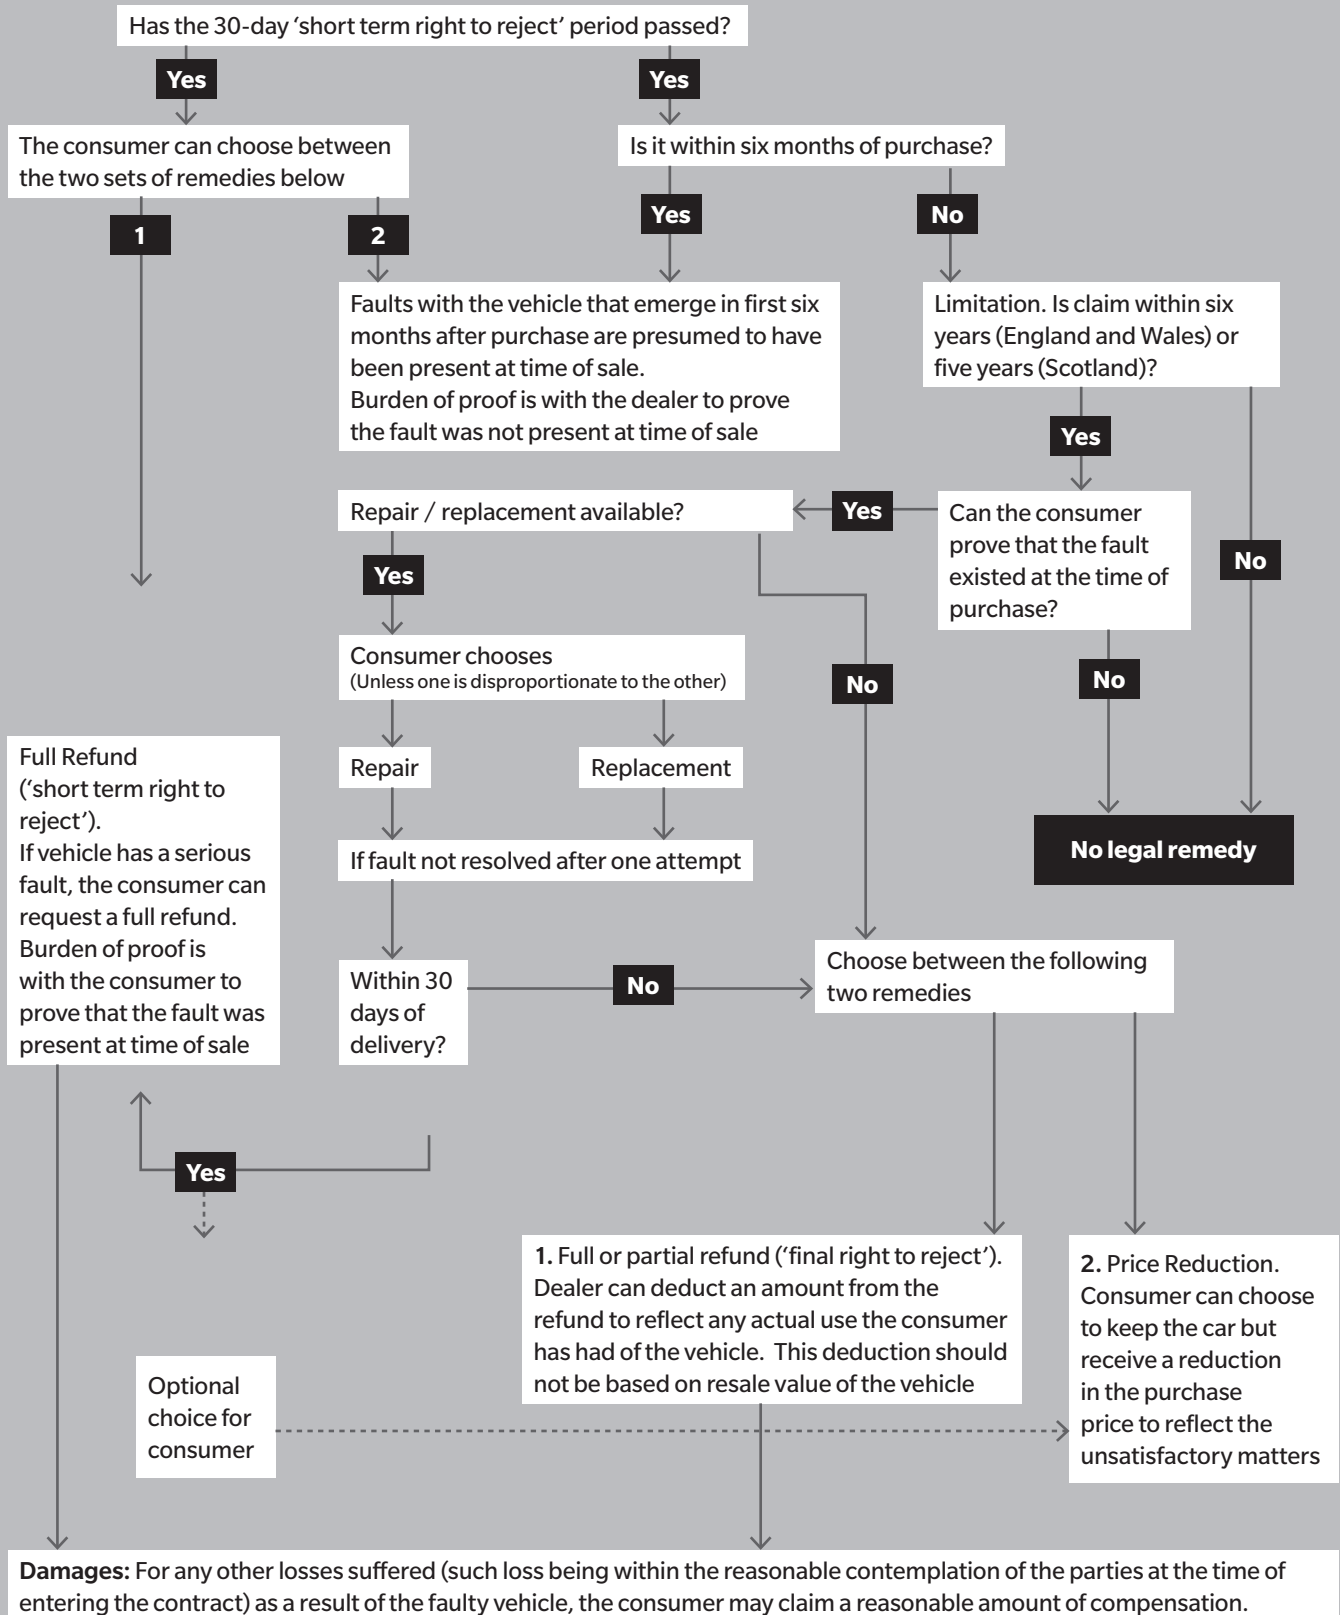 Has the 30-day ‘short term right to reject’ period passed?
Yes
Yes
The consumer can choose between
the two sets of remedies below
Is it within six months of purchase?
1
2
Yes
No
Faults with the vehicle that emerge in first six
months after purchase are presumed to have
been present at time of sale.
Burden of proof is with the dealer to prove
the fault was not present at time of sale
Limitation. Is claim within six
years (England and Wales) or
five years (Scotland)?
Yes
No
Can the consumer
prove that the fault
existed at the time of
purchase?
Yes
No
No legal remedy
Repair / replacement available?
Yes
No
Consumer chooses
(Unless one is disproportionate to the other)
Repair
Replacement
If fault not resolved after one attempt
Within 30
days of
delivery?
No
Choose between the following
two remedies
Full Refund
(‘short term right to
reject’).
If vehicle has a serious
fault, the consumer can
request a full refund.
Burden of proof is
with the consumer to
prove that the fault was
present at time of sale
Yes
1. Full or partial refund (‘final right to reject’).
Dealer can deduct an amount from the
refund to reflect any actual use the consumer
has had of the vehicle. This deduction should
not be based on resale value of the vehicle
2. Price Reduction.
Consumer can choose
to keep the car but
receive a reduction
in the purchase
price to reflect the
unsatisfactory matters
Optional
choice for
consumer
Damages: For any other losses suffered (such loss being within the reasonable contemplation of the parties at the time of
entering the contract) as a result of the faulty vehicle, the consumer may claim a reasonable amount of compensation.